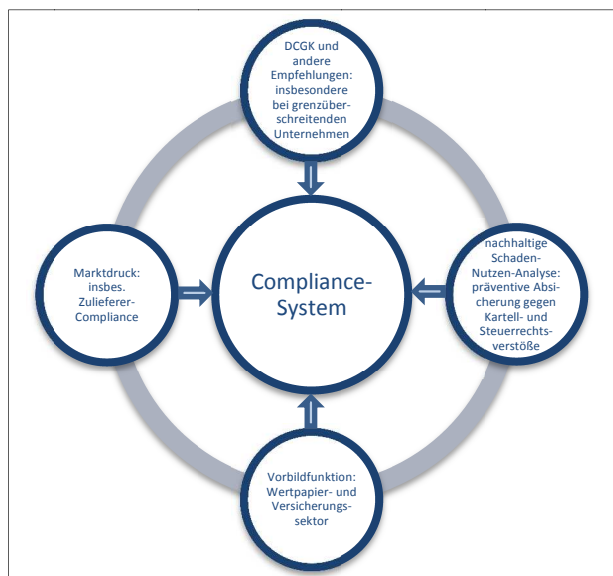 DCGK und
andere
Empfehlungen:
insbesondere
bei grenzüber-
schreitenden
Unternehmen
Marktdruck:
insbes.
Zulieferer-
Compliance
Compliance-
System
nachhaltige
Schaden-
Nutzen-Analyse:
präventive Absi-
cherung gegen
Kartell- und
Steuerrechts-
verstöße
Vorbildfunktion:
Wertpapier- und
Versicherungs-
sektor